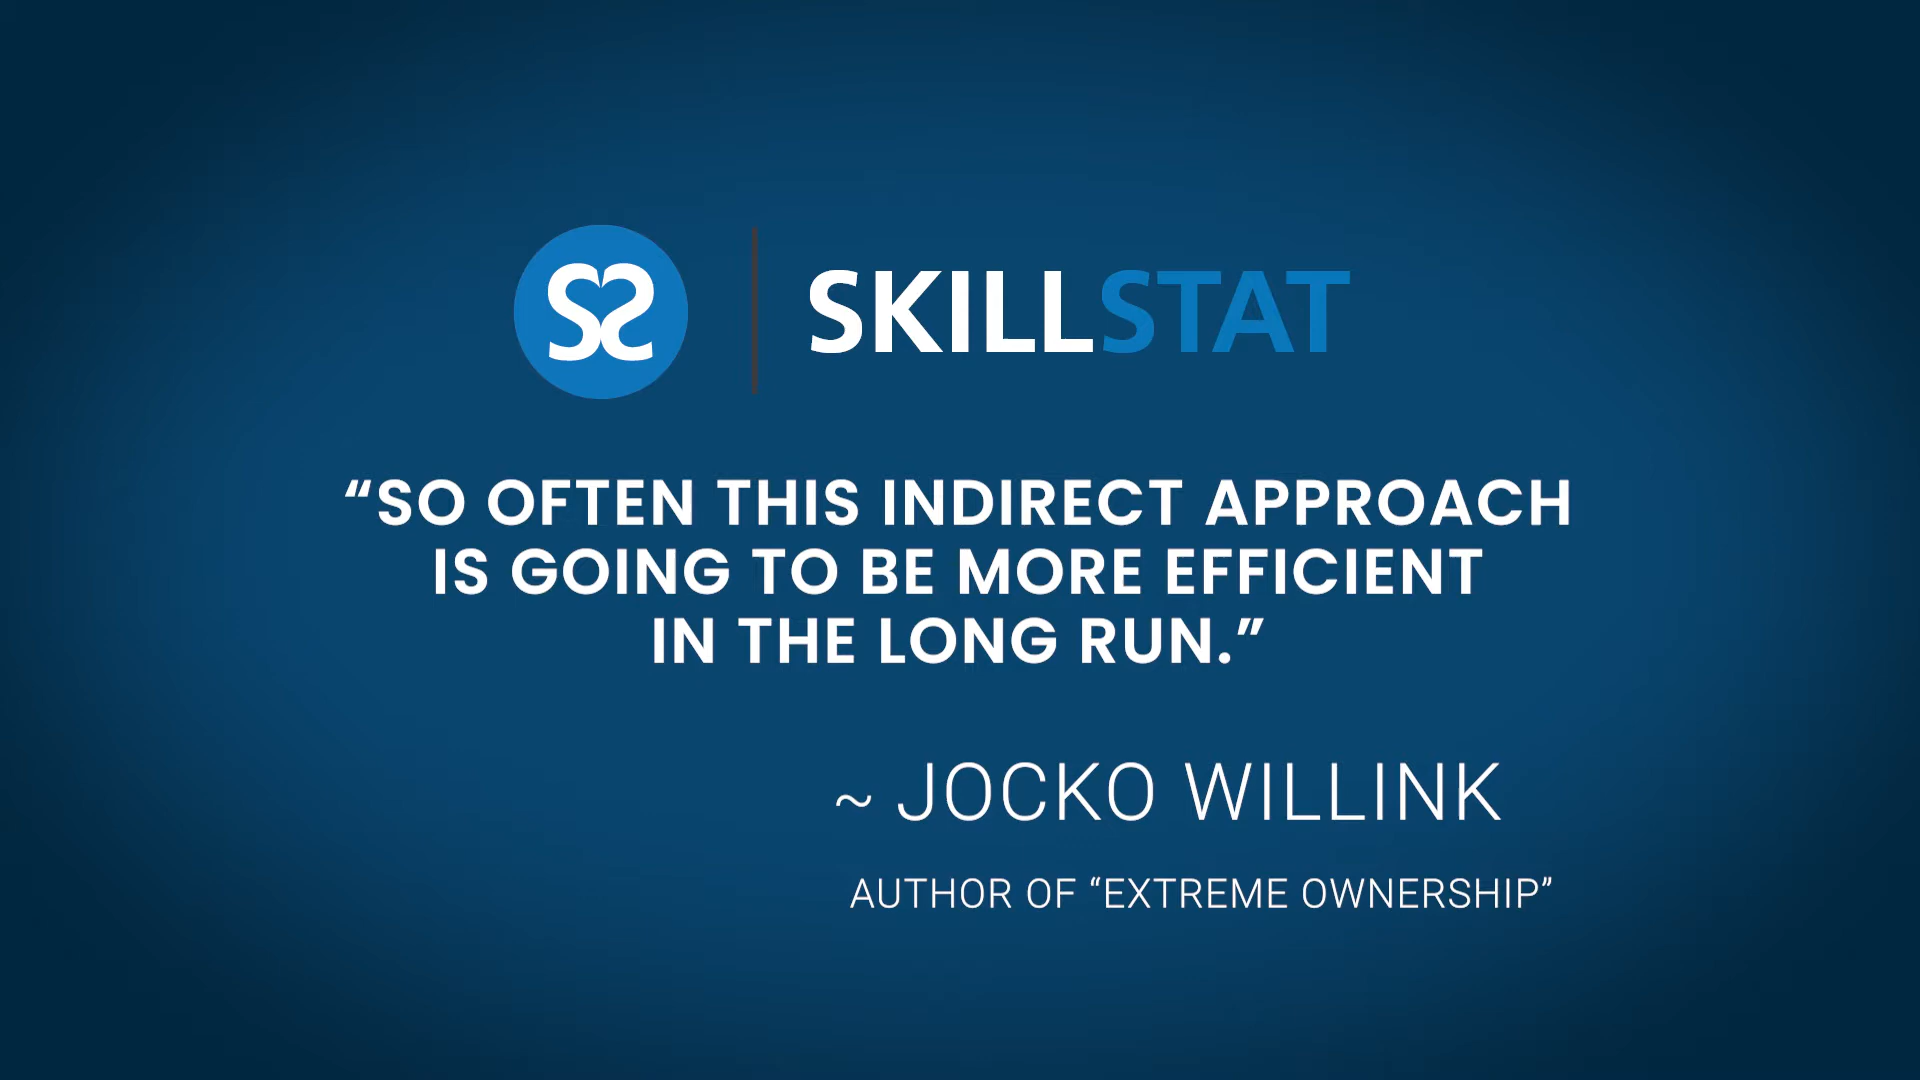 SKILLSTAT
“SO OFTEN THIS INDIRECT APPROACH
IS GOING TO BE MORE EFFICIENT
IN THE LONG RUN.”
~ JOCKO WILLINK
AUTHOR OF “EXTREME OWNERSHIP”